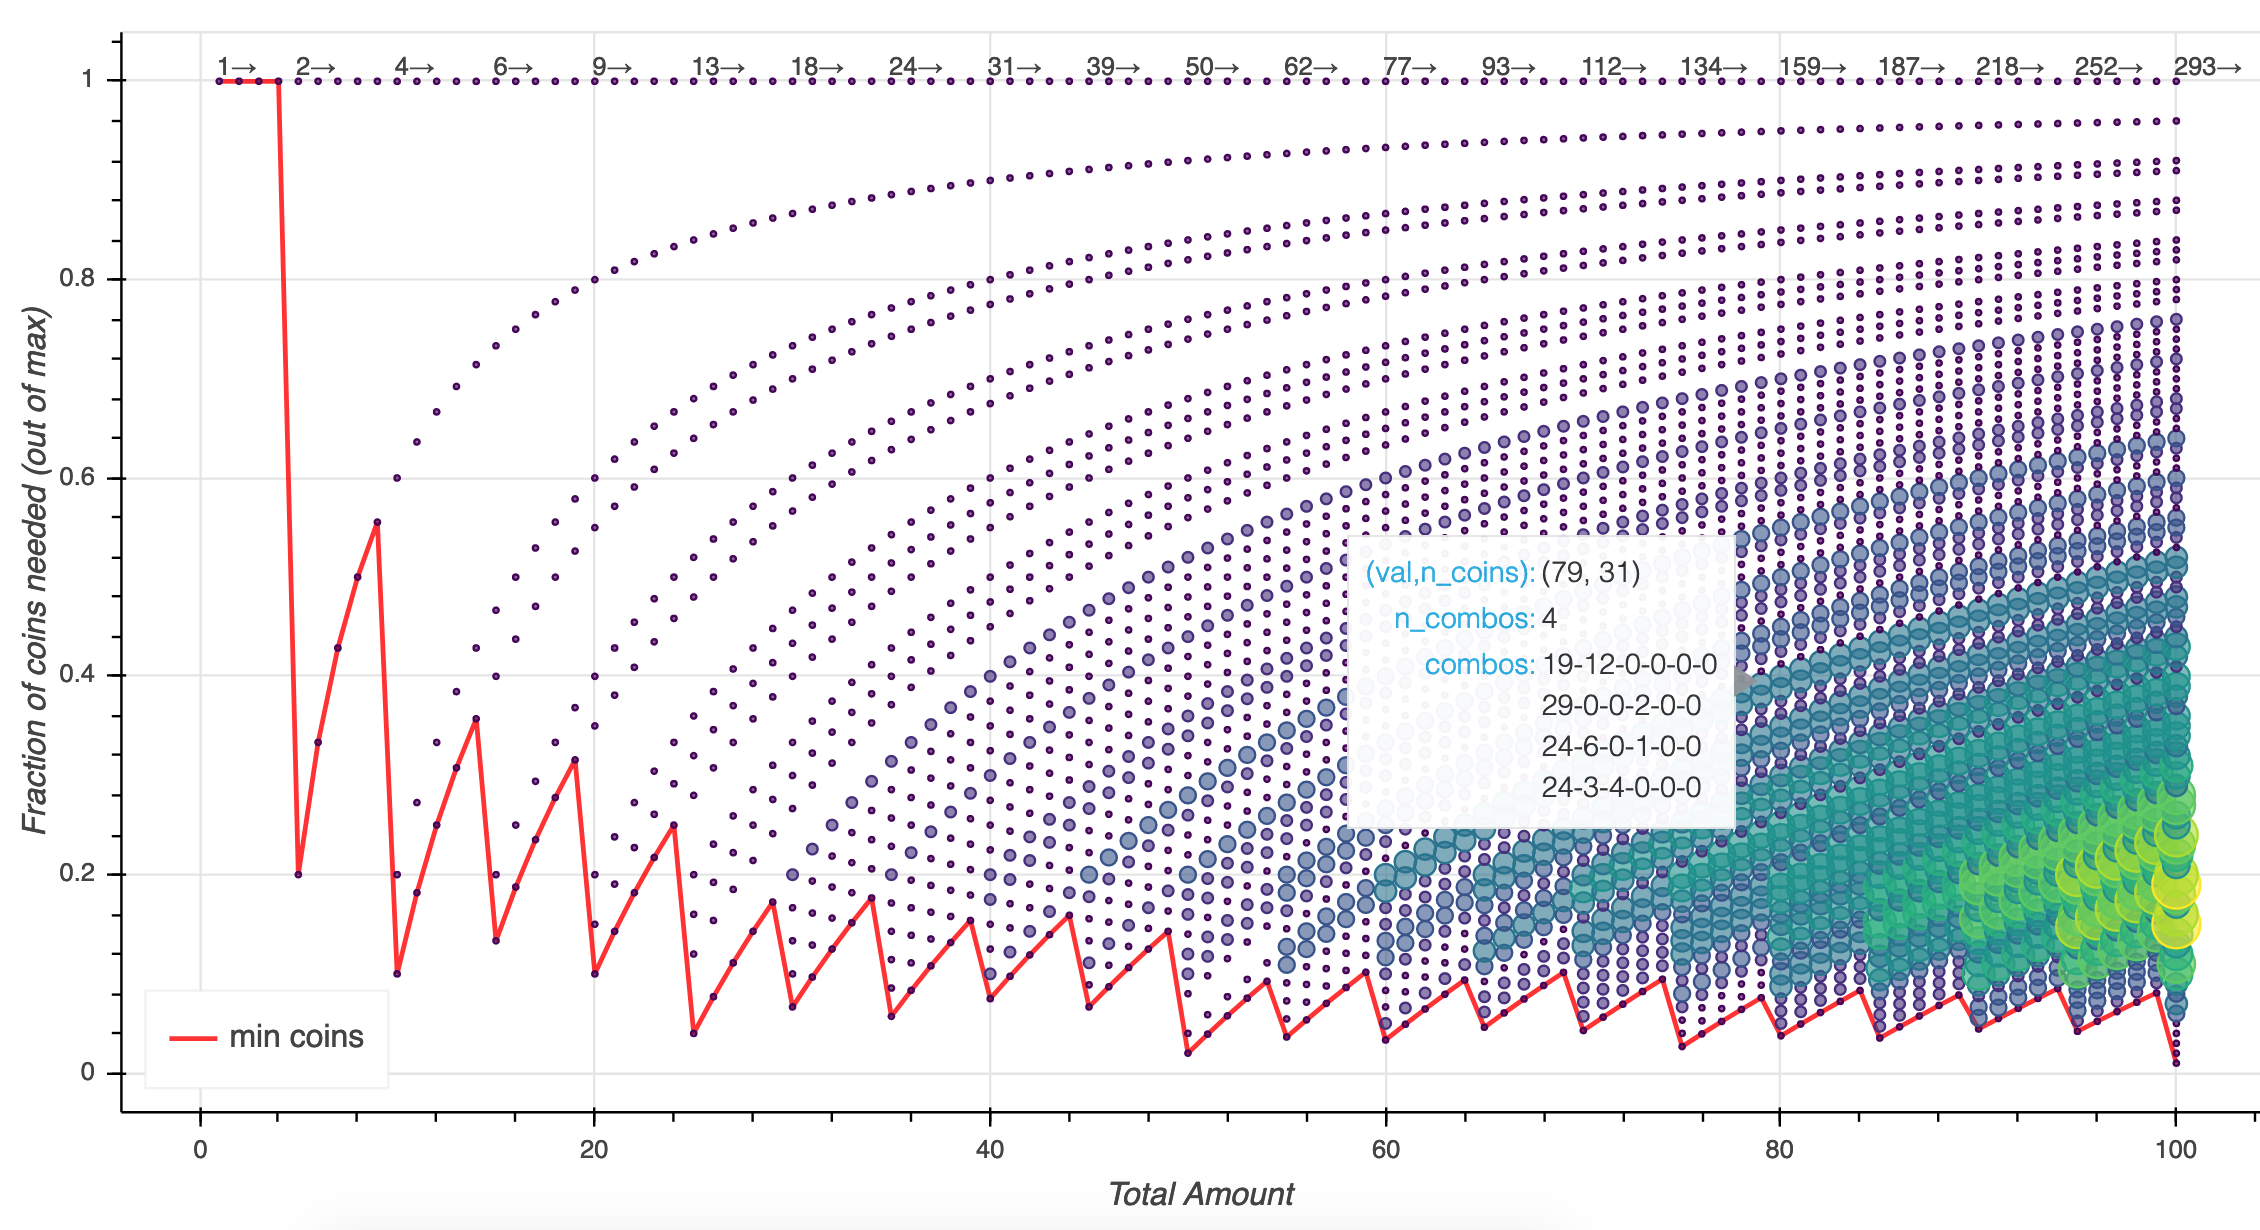 1→ 2→ 4→ 6→ 9→ 13→ 18→ 24→ 31→ 39→ 50→ 62→ 77→ 93→ 112→ 134→ 159→ 187→ 218→ 252→ 293→
1
0.8
0.6
0.4
0.2
0
Fraction of coins needed (out of max)
(val,n_coins): (79, 31)
n_combos: 4
combos: 19-12-0-0-0-0
29-0-0-2-0-0
24-6-0-1-0-0
24-3-4-0-0-0
min coins
0 20 40 60 80 100
Total Amount